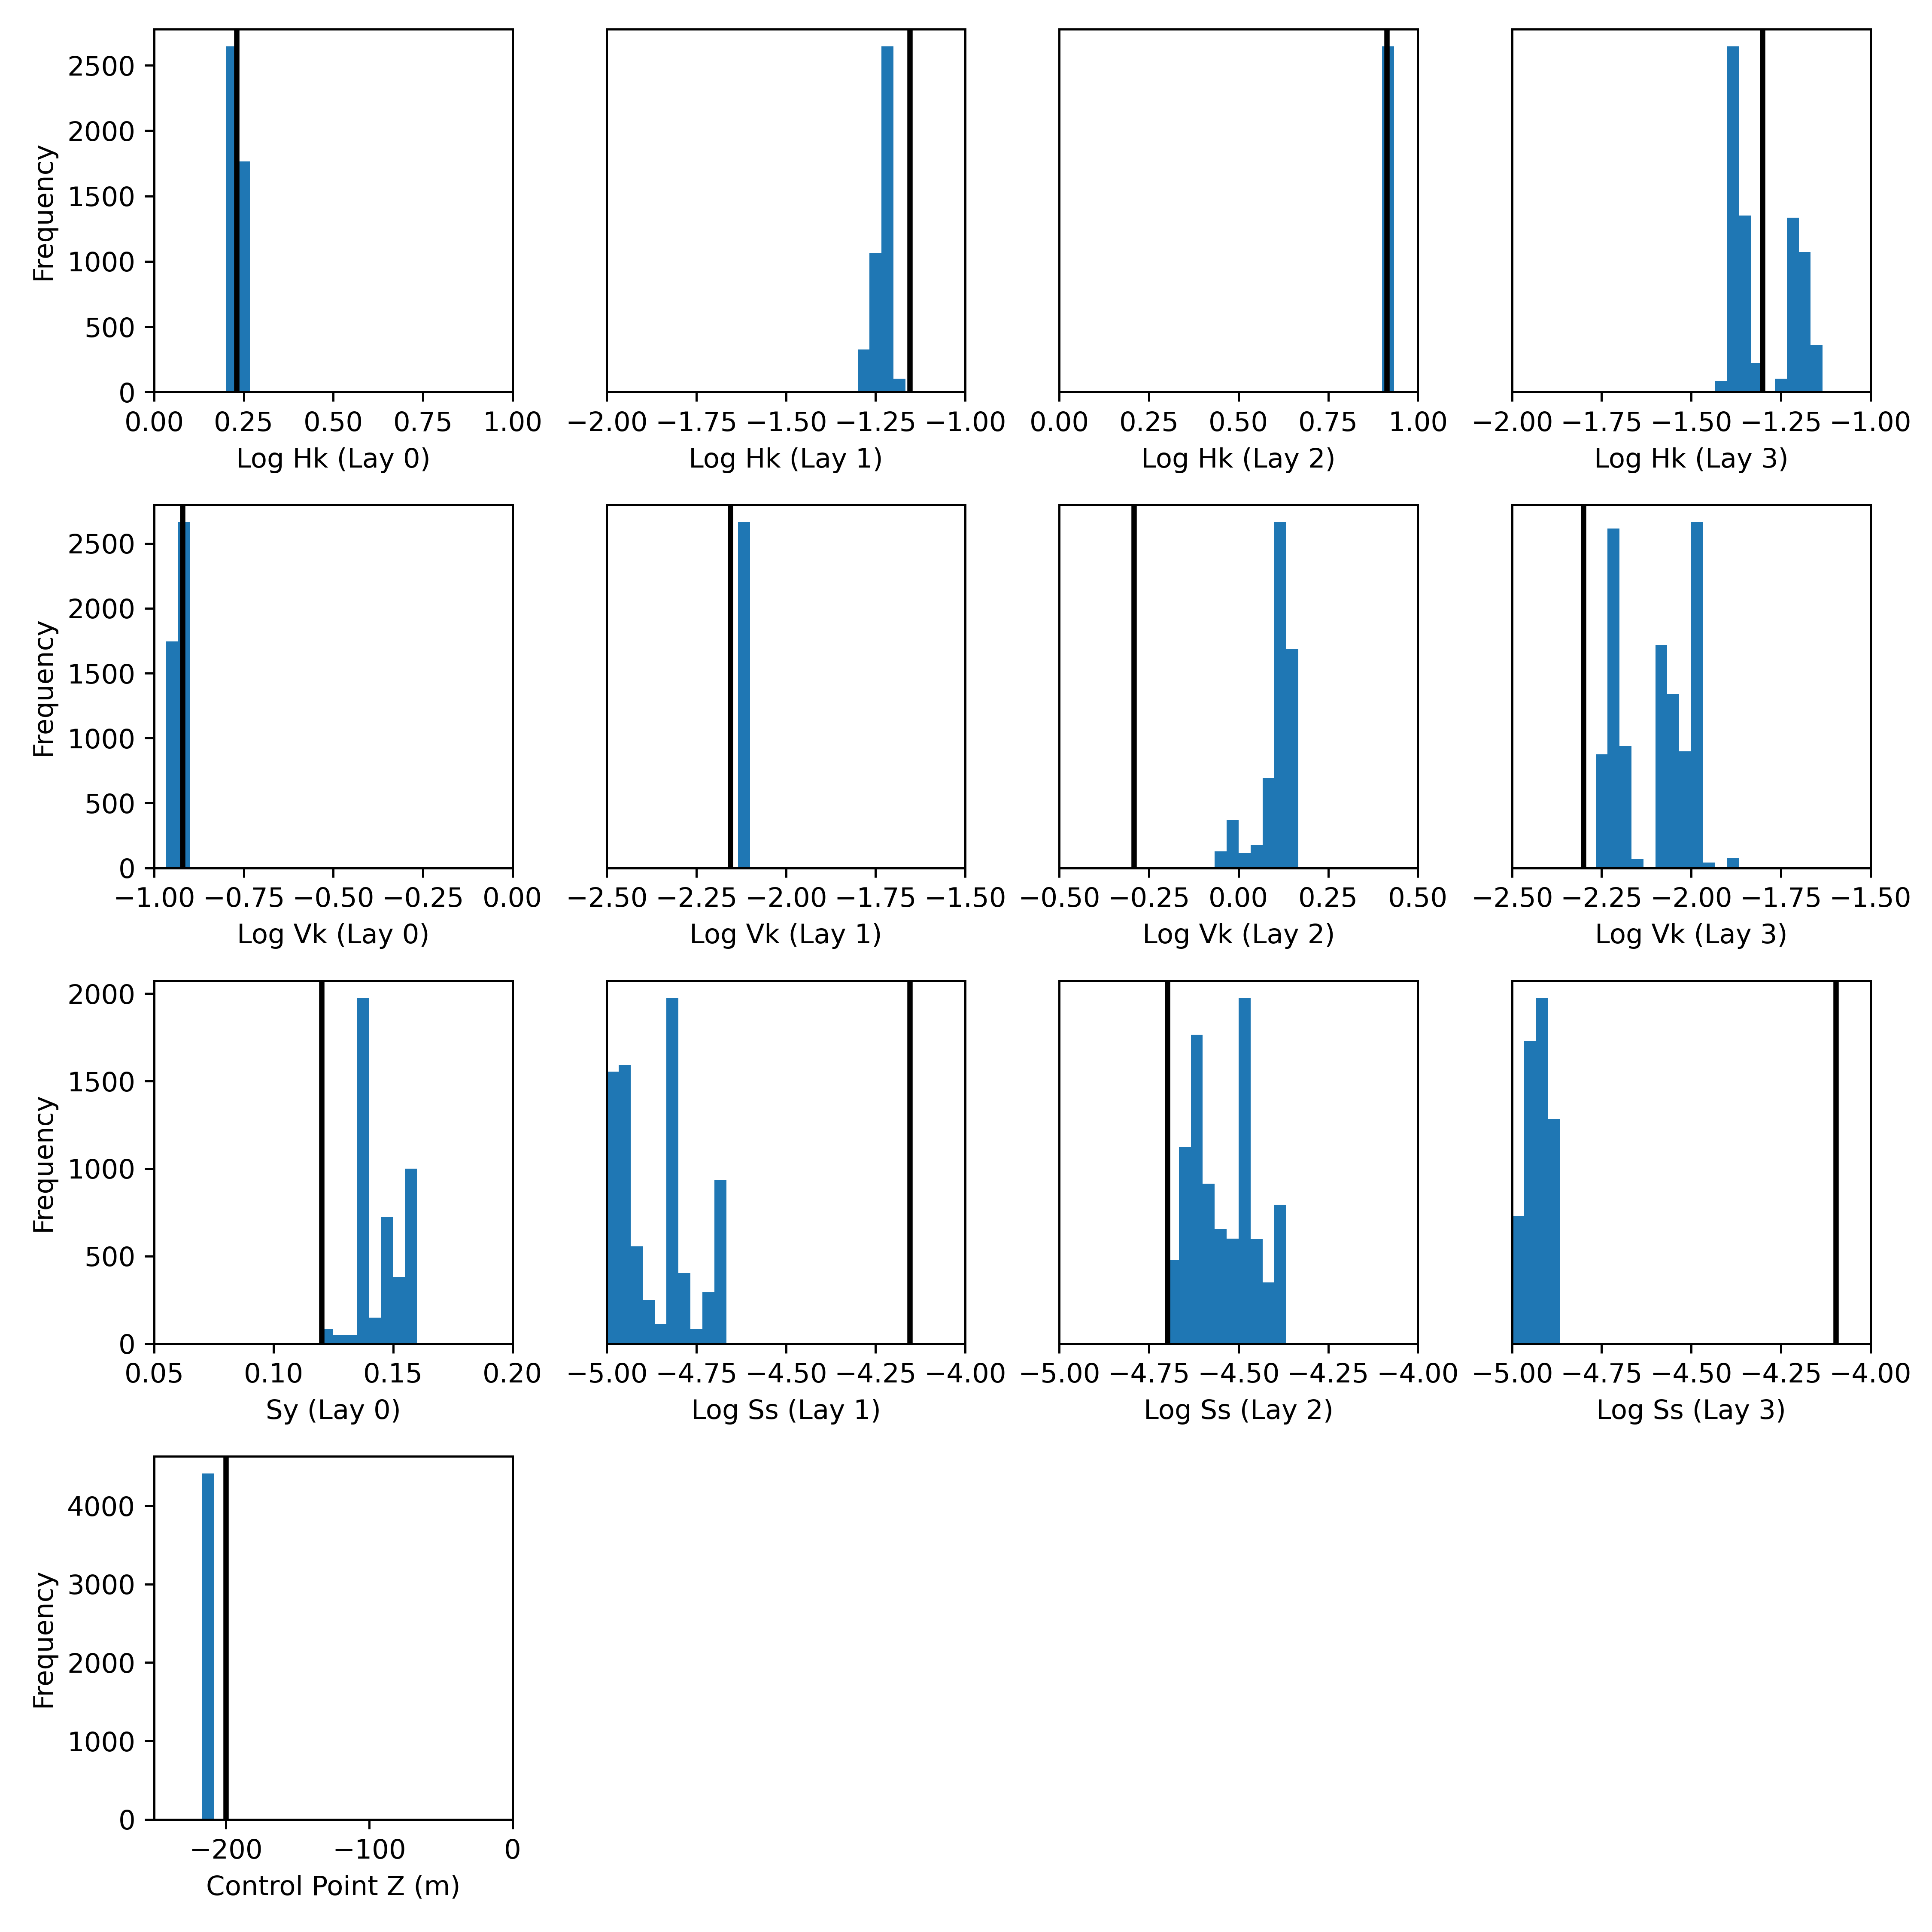 2500
2000
1500
1000
500
0
Frequency
0.00 0.25 0.50 0.75 1.00
Log Hk (Lay 0)
−2.00 −1.75 −1.50 −1.25 −1.00
Log Hk (Lay 1)
0.00 0.25 0.50 0.75 1.00
Log Hk (Lay 2)
−2.00 −1.75 −1.50 −1.25 −1.00
Log Hk (Lay 3)
2500
2000
1500
1000
500
0
Frequency
−1.00 −0.75 −0.50 −0.25 0.00
Log Vk (Lay 0)
−2.50 −2.25 −2.00 −1.75 −1.50
Log Vk (Lay 1)
−0.50 −0.25 0.00 0.25 0.50
Log Vk (Lay 2)
−2.50 −2.25 −2.00 −1.75 −1.50
Log Vk (Lay 3)
2000
1500
1000
500
0
Frequency
0.05 0.10 0.15 0.20
Sy (Lay 0)
−5.00 −4.75 −4.50 −4.25 −4.00
Log Ss (Lay 1)
−5.00 −4.75 −4.50 −4.25 −4.00
Log Ss (Lay 2)
−5.00 −4.75 −4.50 −4.25 −4.00
Log Ss (Lay 3)
4000
3000
2000
1000
0
Frequency
−200 −100 0
Control Point Z (m)